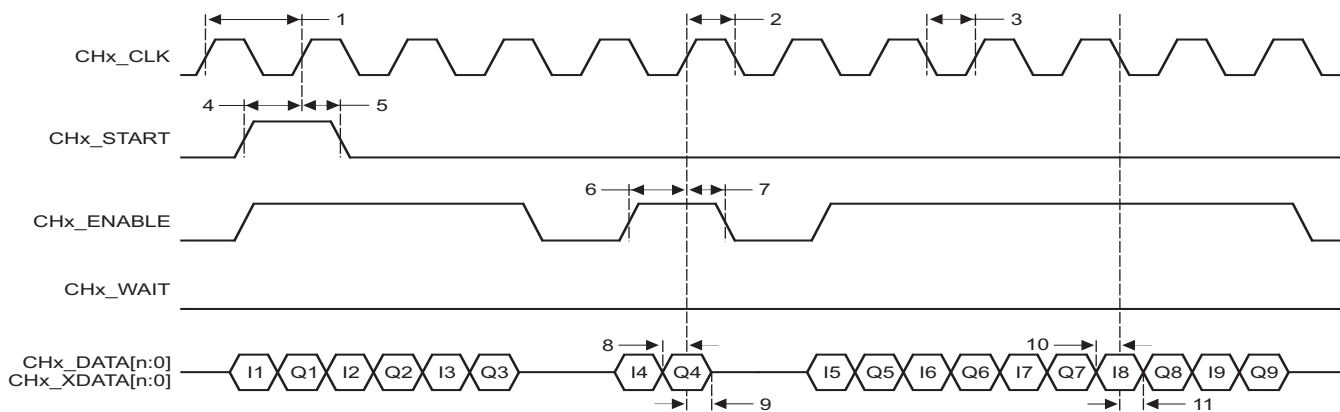 1 2 3
CHx_CLK
4 5
CHx_START
6 7
CHx_ENABLE
CHx_WAIT
8 10
CHx_DATA[n:0]
CHx_XDATA[n:0]
I1 Q1 I2 Q2 I3 Q3 I4 Q4 I5 Q5 I6 Q6 I7 Q7 I8 Q8 I9 Q9
9 11